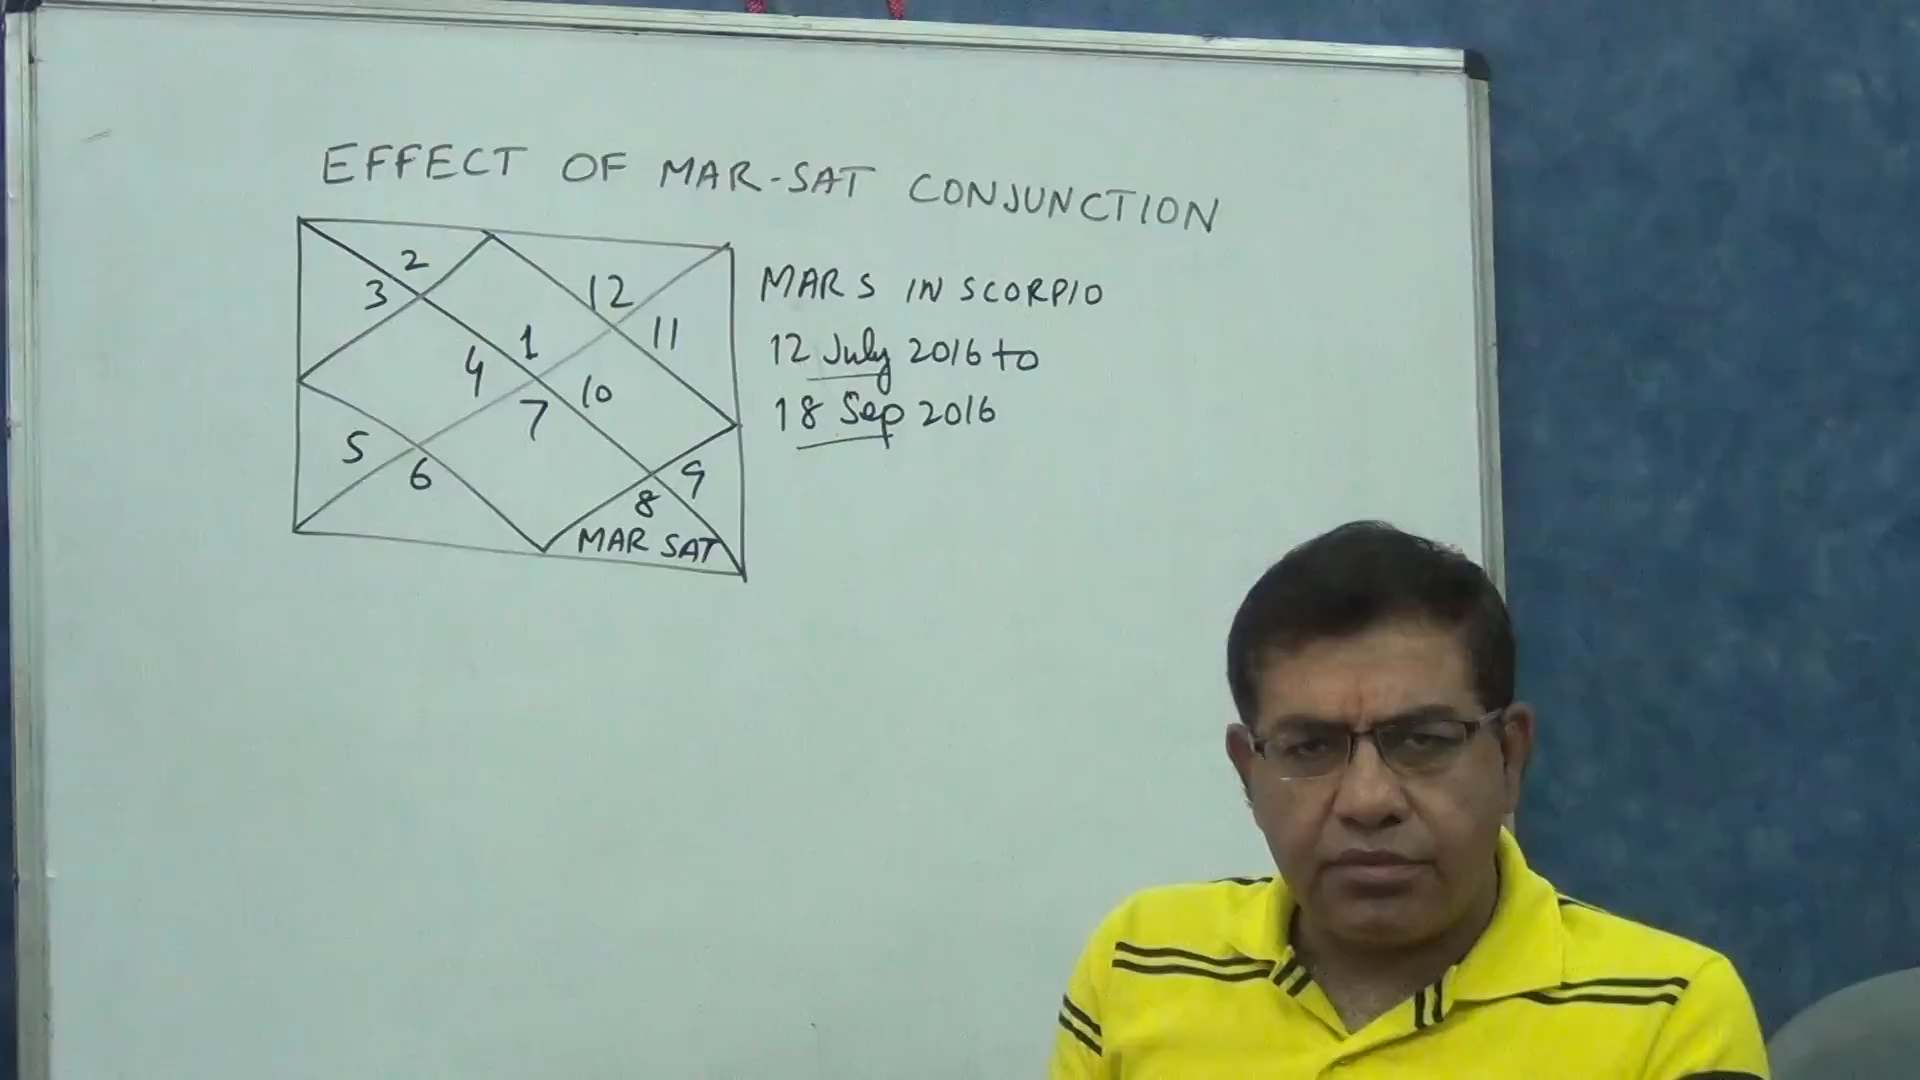 EFFECT OF MAR-SAT CONJUNCTION
2
12
3
11
1
4
10
7
5
6
9
8
MAR SAT
MARS IN SCORPIO
12 July 2016 to
18 Sep 2016